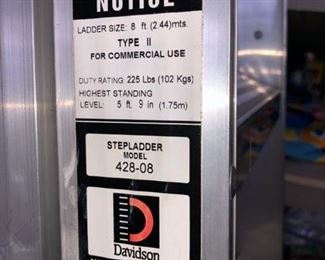 NOTICE
LADDER SIZE: 8 ft. (2.44)mts.
TYPE II
FOR COMMERCIAL USE
DUTY RATING: 225 Lbs (102 Kgs)
HIGHEST STANDING
LEVEL: 5 ft. 9 in (1.75m)
STEPLADDER
MODEL
428-08
Davidson